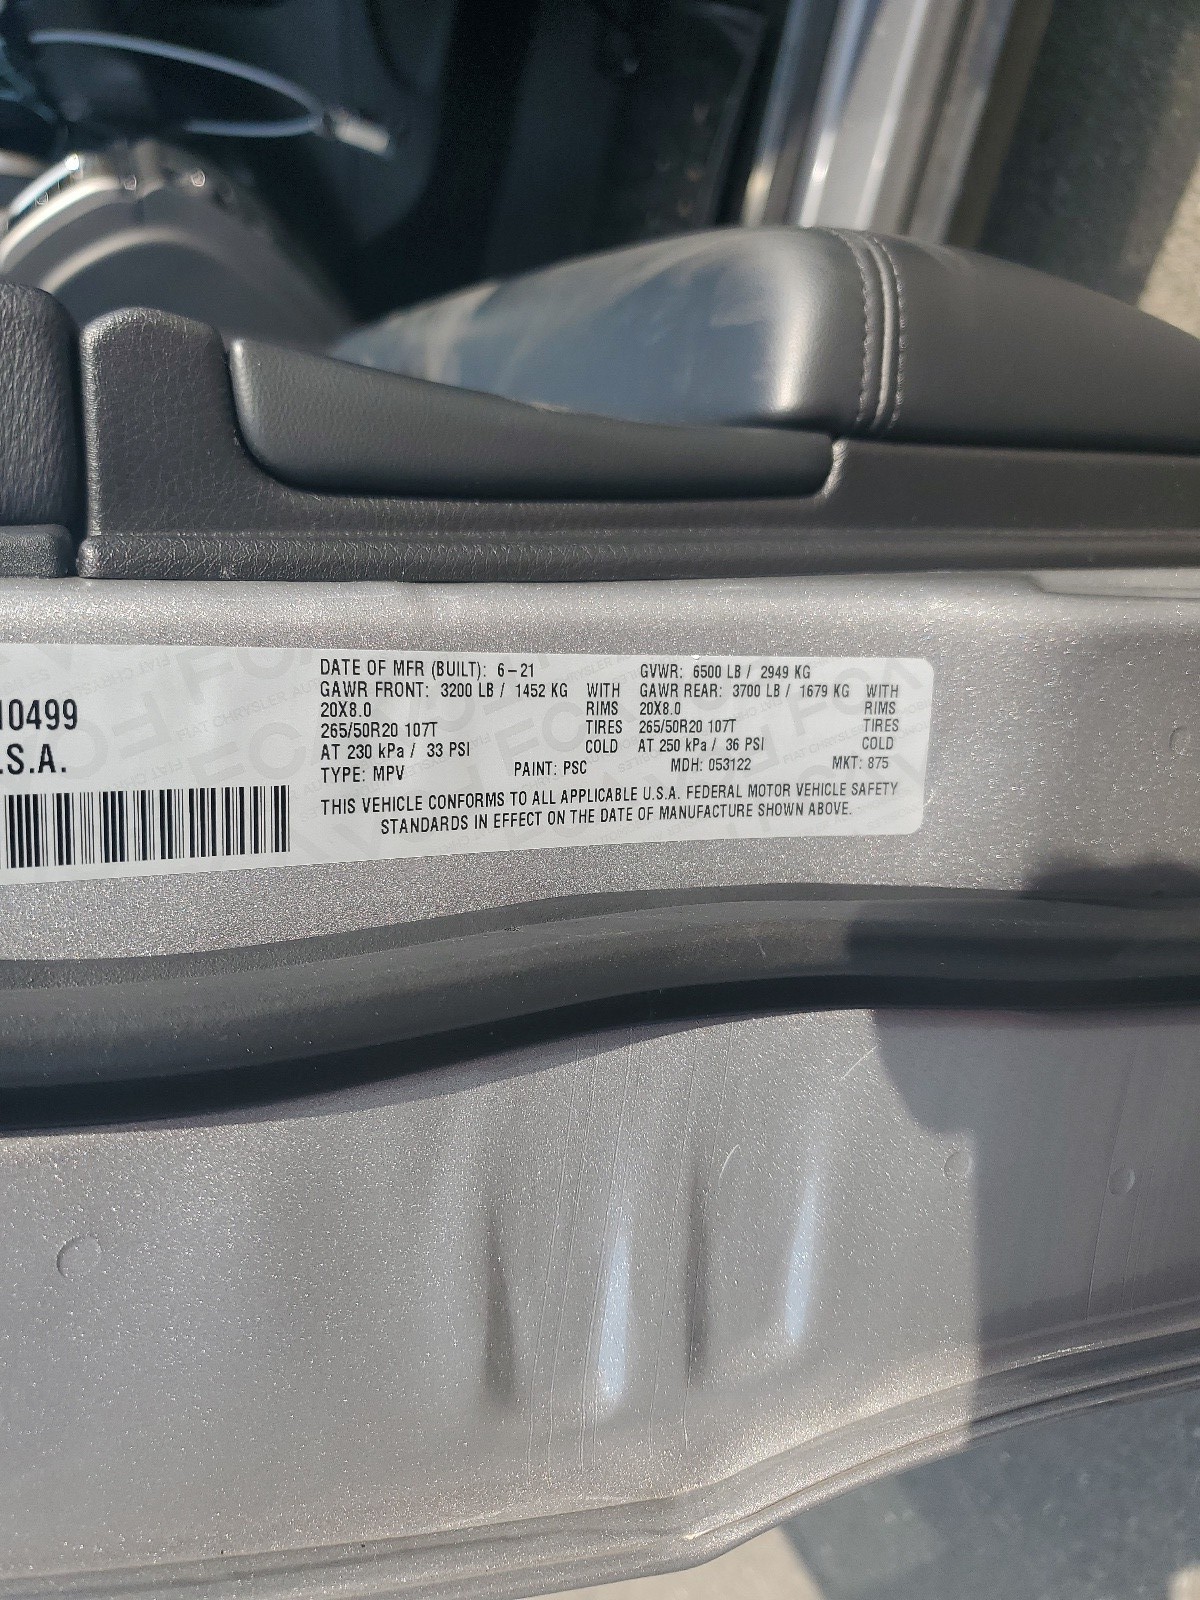 10499
.S.A.
DATE OF MFR (BUILT): 6-21 GVWR: 6500 LB / 2949 KG
GAWR FRONT: 3200 LB / 1452 KG WITH GAWR REAR: 3700 LB / 1679 KG WITH
20X8.0 RIMS 20X8.0 RIMS
265/50R20 107T TIRES 265/50R20 107T TIRES
AT 230 kPa / 33 PSI COLD AT 250 kPa / 36 PSI COLD
TYPE: MPV PAINT: PSC MDH: 053122 MKT: 875
THIS VEHICLE CONFORMS TO ALL APPLICABLE U.S.A. FEDERAL MOTOR VEHICLE SAFETY
STANDARDS IN EFFECT ON THE DATE OF MANUFACTURE SHOWN ABOVE.